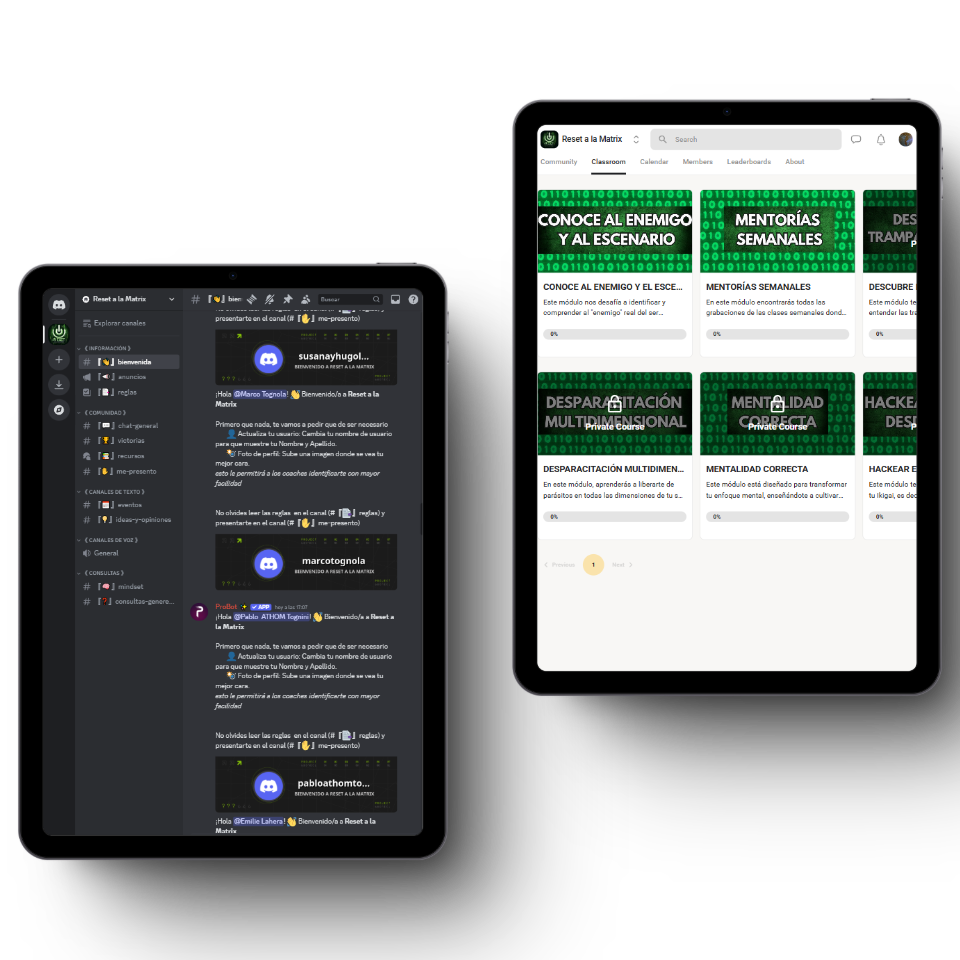 Reset a la Matrix
Explorar canales
INFORMACIÓN
# 【👋】 bienvenida
【📢】 anuncios
【📑】 reglas
COMUNIDAD
# 【💬】 chat-general
# 【🏆】 victorias
recursos
# 【✋】 me-presento
CANALES DE TEXTO
# 【📅】 eventos
# 【💡】 ideas-y-opiniones
CANALES DE VOZ
General
CONSULTAS
# 【🧠】 mindset
# 【❓】 consultas-genere...
# 【👋】 bien
Buscar
presentarte en el canal (# 【✋】 me-presento)
susanayhugol...
BIENVENIDO A RESET A LA MATRIX
¡Hola @Marco Tognola! 👋 Bienvenido/a a Reset a la
Matrix
Primero que nada, te vamos a pedir que de ser necesario
👤 Actualiza tu usuario: Cambia tu nombre de usuario
para que muestre tu Nombre y Apellido.
📸 Foto de perfil: Sube una imagen donde se vea tu
mejor cara.
esto le permitirá a los coaches identificarte con mayor
facilidad
No olvides leer las reglas en el canal (# 【📑】 reglas) y
presentarte en el canal (# 【✋】 me-presento)
marcotognola
BIENVENIDO A RESET A LA MATRIX
ProBot ✨ ✓ APP hoy a las 17:07
¡Hola @Pablo ATHOM Tognini! 👋 Bienvenido/a a Reset a
la Matrix
Primero que nada, te vamos a pedir que de ser necesario
👤 Actualiza tu usuario: Cambia tu nombre de usuario
para que muestre tu Nombre y Apellido.
📸 Foto de perfil: Sube una imagen donde se vea tu
mejor cara.
esto le permitirá a los coaches identificarte con mayor
facilidad
No olvides leer las reglas en el canal (# 【📑】 reglas) y
presentarte en el canal (# 【✋】 me-presento)
pabloathomto...
BIENVENIDO A RESET A LA MATRIX
¡Hola @Emilie Lahera! 👋 Bienvenido/a a Reset a la
Matrix
Reset a la Matrix
Search
Community Classroom Calendar Members Leaderboards About
CONOCE AL ENEMIGO
Y AL ESCENARIO
CONOCE AL ENEMIGO Y EL ESCE...
Este módulo nos desafía a identificar y
comprender al "enemigo" real del ser...
0%
MENTORÍAS
SEMANALES
MENTORÍAS SEMANALES
En este módulo encontrarás todas las
grabaciones de las clases semanales dond...
0%
DES
TRAMPA
P
DESCUBRE
Este módulo te
entender las tra
0%
DESPARASITACIÓN
MULTIDIMENSIONAL
Private Course
DESPARACITACIÓN MULTIDIMEN...
En este módulo, aprenderás a liberarte de
parásitos en todas las dimensiones de tu s...
0%
MENTALIDAD
CORRECTA
Private Course
MENTALIDAD CORRECTA
Este módulo está diseñado para transformar
tu enfoque mental, enseñándote a cultivar...
0%
HACKEA
DES
P
HACKEAR E
Este módulo te
tu Ikigai, es dec
0%
Previous 1 Next